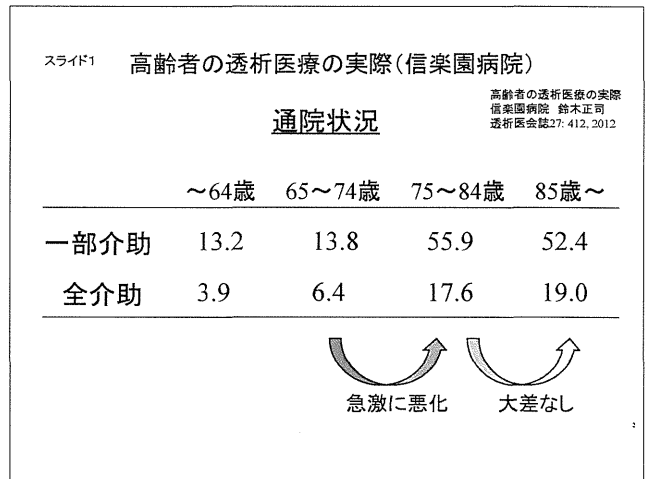 スライド1
高齢者の透析医療の実際(信楽園病院)
高齢者の透析医療の実際
信楽園病院 鈴木正司
透析医会誌27: 412, 2012
通院状況
～64歳 65～74歳 75～84歳 85歳～
一部介助 13.2 13.8 55.9 52.4
全介助 3.9 6.4 17.6 19.0
急激に悪化 大差なし